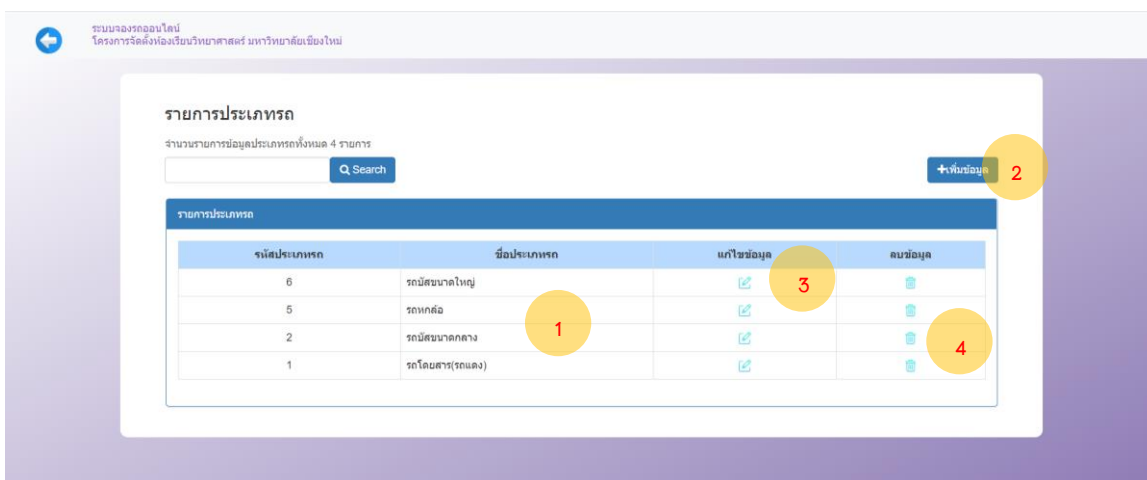 ระบบจองรถออนไลน์
โครงการจัดตั้งห้องเรียนวิทยาศาสตร์ มหาวิทยาลัยเชียงใหม่
รายการประเภทรถ
จำนวนรายการข้อมูลประเภทรถทั้งหมด 4 รายการ
Search
+เพิ่มข้อมูล 2
รายการประเภทรถ
รหัสประเภทรถ ชื่อประเภทรถ แก้ไขข้อมูล ลบข้อมูล
6 รถบัสขนาดใหญ่ 3
5 รถหกล้อ
1
2 รถบัสขนาดกลาง 4
1 รถโดยสาร(รถแดง)